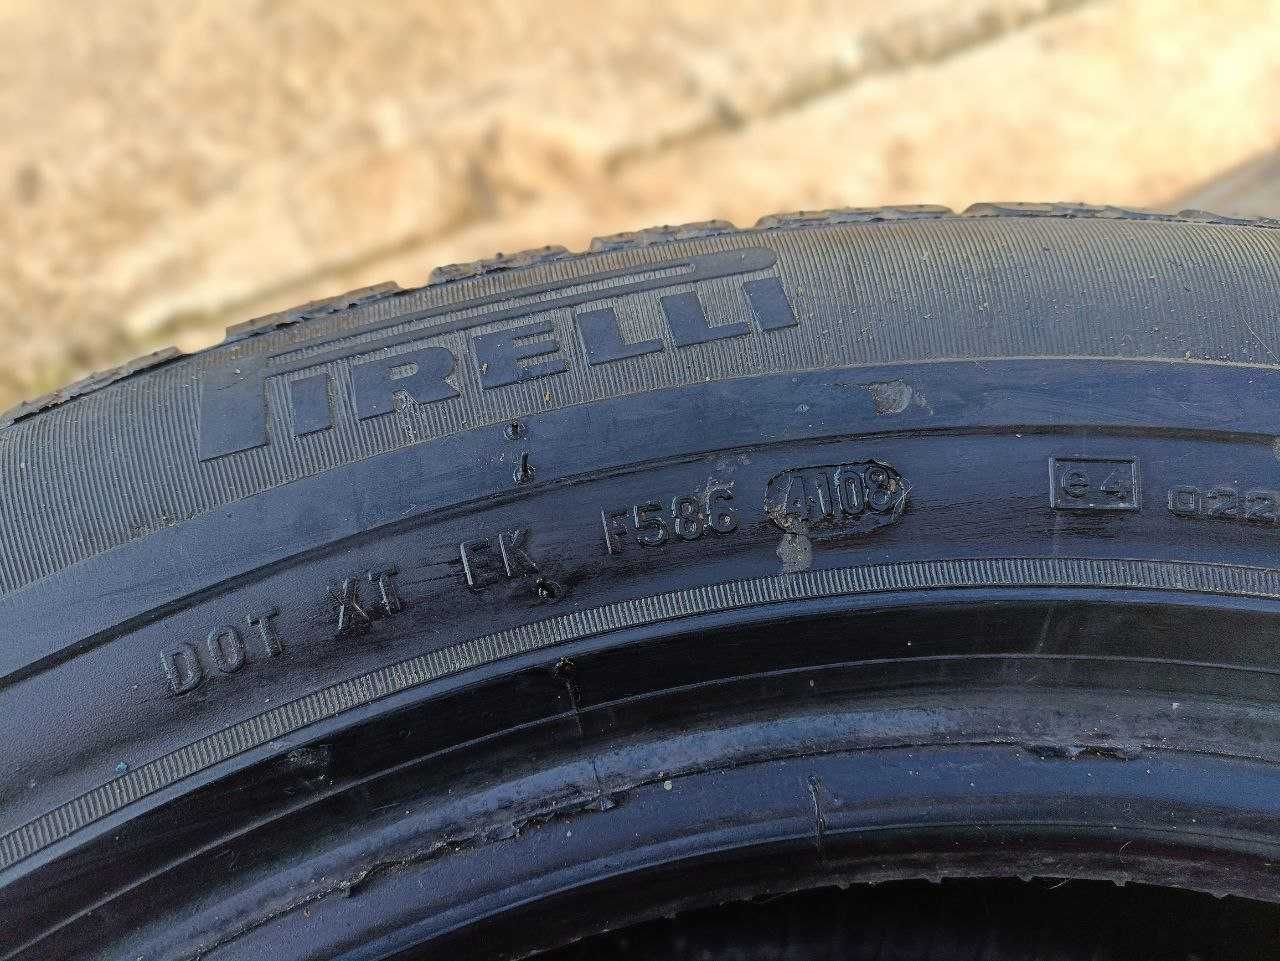 PIRELLI
DOT XT EK F586 4108 e4 022